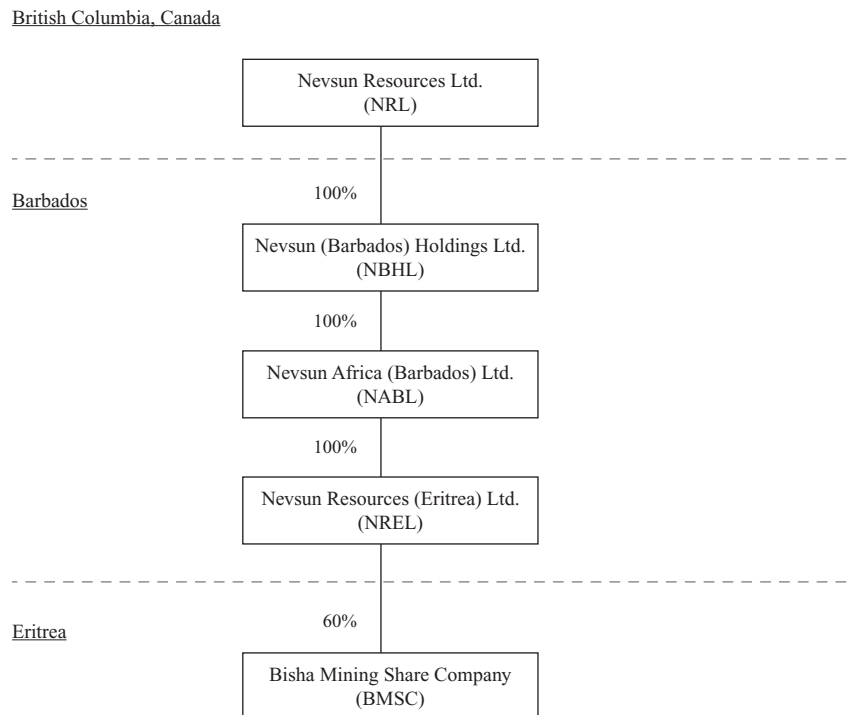 British Columbia, Canada
Nevsun Resources Ltd.
(NRL)
Barbados
100%
Nevsun (Barbados) Holdings Ltd.
(NBHL)
100%
Nevsun Africa (Barbados) Ltd.
(NABL)
100%
Nevsun Resources (Eritrea) Ltd.
(NREL)
Eritrea
60%
Bisha Mining Share Company
(BMSC)